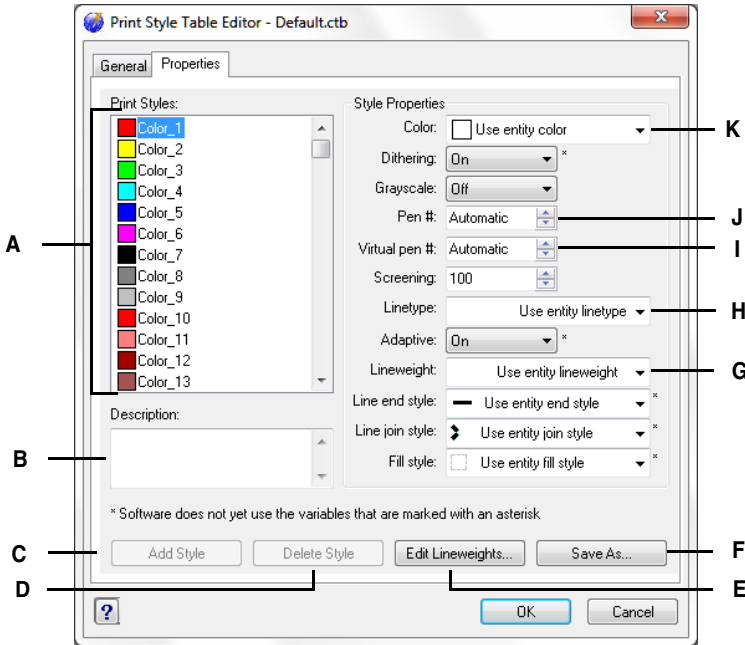 Print Style Table Editor - Default.ctb
x
General
Properties
Print Styles:
Color_1
Color_2
Color_3
Color_4
Color_5
Color_6
Color_7
Color_8
Color_9
Color_10
Color_11
Color_12
Color_13
Description:
Style Properties
Color: Use entity color
Dithering: On *
Grayscale: Off
Pen #: Automatic
Virtual pen #: Automatic
Screening: 100
Linetype: Use entity linetype
Adaptive: On *
Lineweight: Use entity lineweight
Line end style: Use entity end style *
Line join style: Use entity join style *
Fill style: Use entity fill style *
* Software does not yet use the variables that are marked with an asterisk
Add Style
Delete Style
Edit Lineweights...
Save As...
?
OK
Cancel
A
B
C
D
E
F
G
H
I
J
K